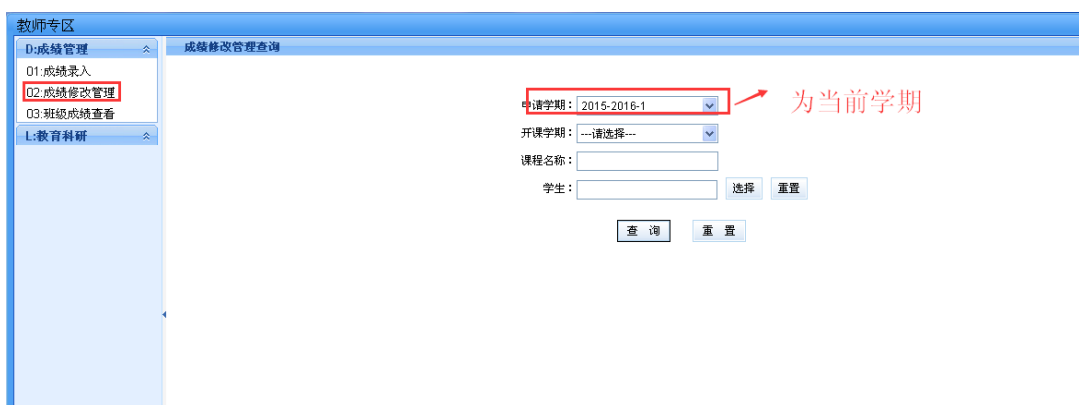 教师专区
D:成绩管理
01:成绩录入
02:成绩修改管理
03:班级成绩查看
L:教育科研
成绩修改管理查询
申请学期： 2015-2016-1
为当前学期
开课学期： ---请选择---
课程名称：
学生： 选择 重置
查 询 重 置